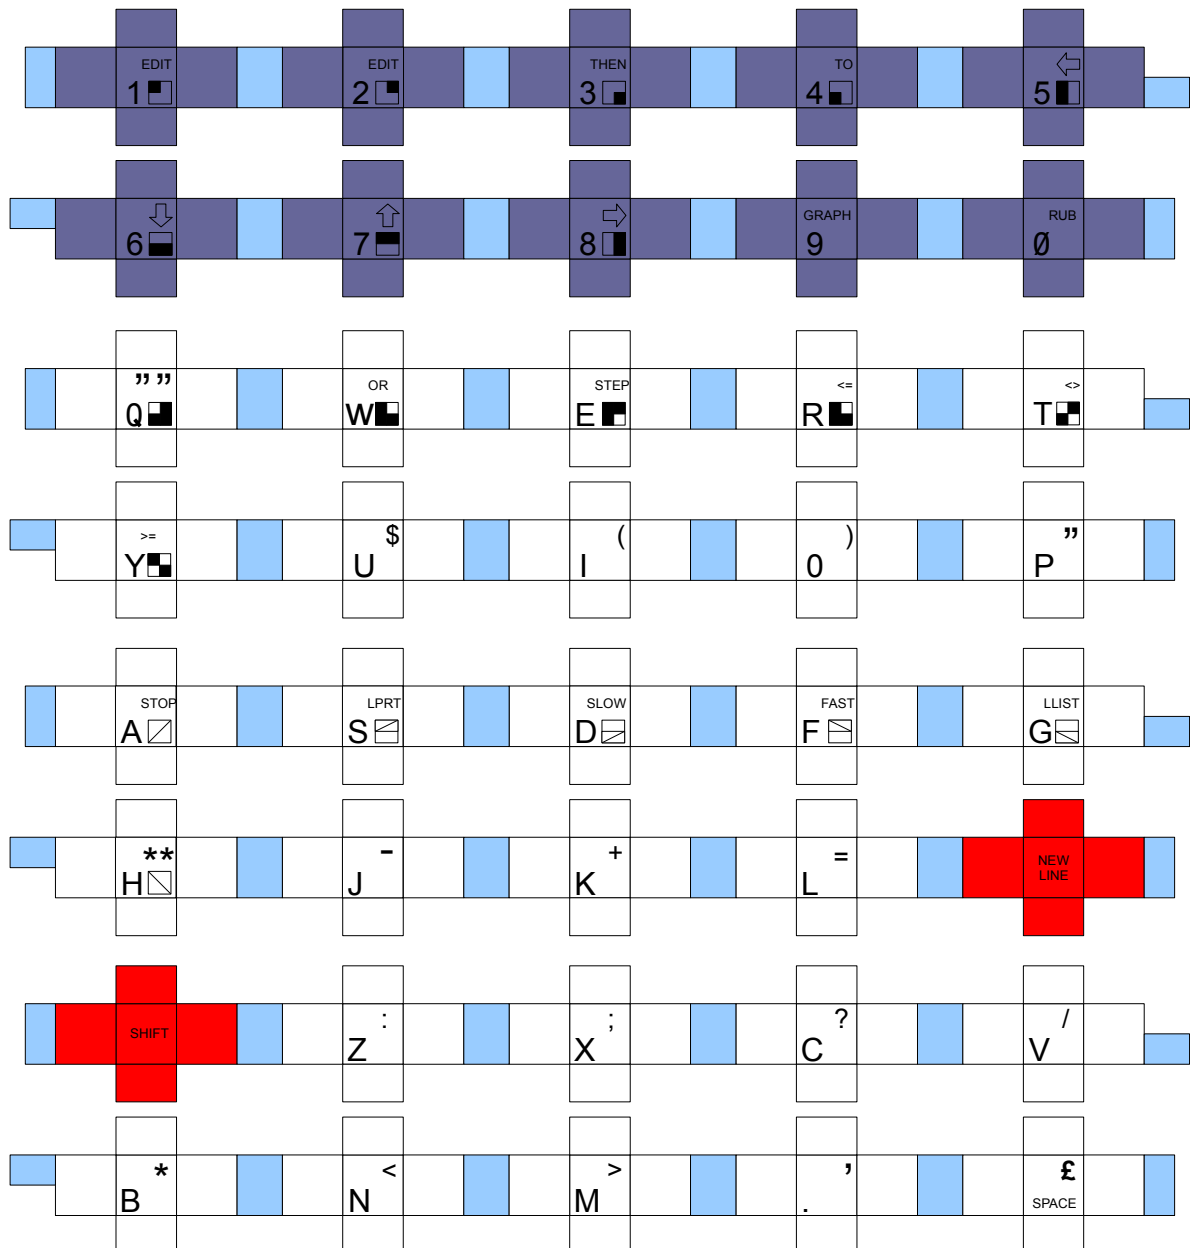 EDIT EDIT THEN TO
1 2 3 4 5
GRAPH RUB
6 7 8 9 Ø
”” OR STEP <= <>
Q W E R T
>= $ ( ) ”
Y U I 0 P
STOP LPRT SLOW FAST LLIST
A S D F G
** - + = NEW
H J K L LINE
SHIFT : ; ? /
Z X C V
* < > , £
B N M . SPACE